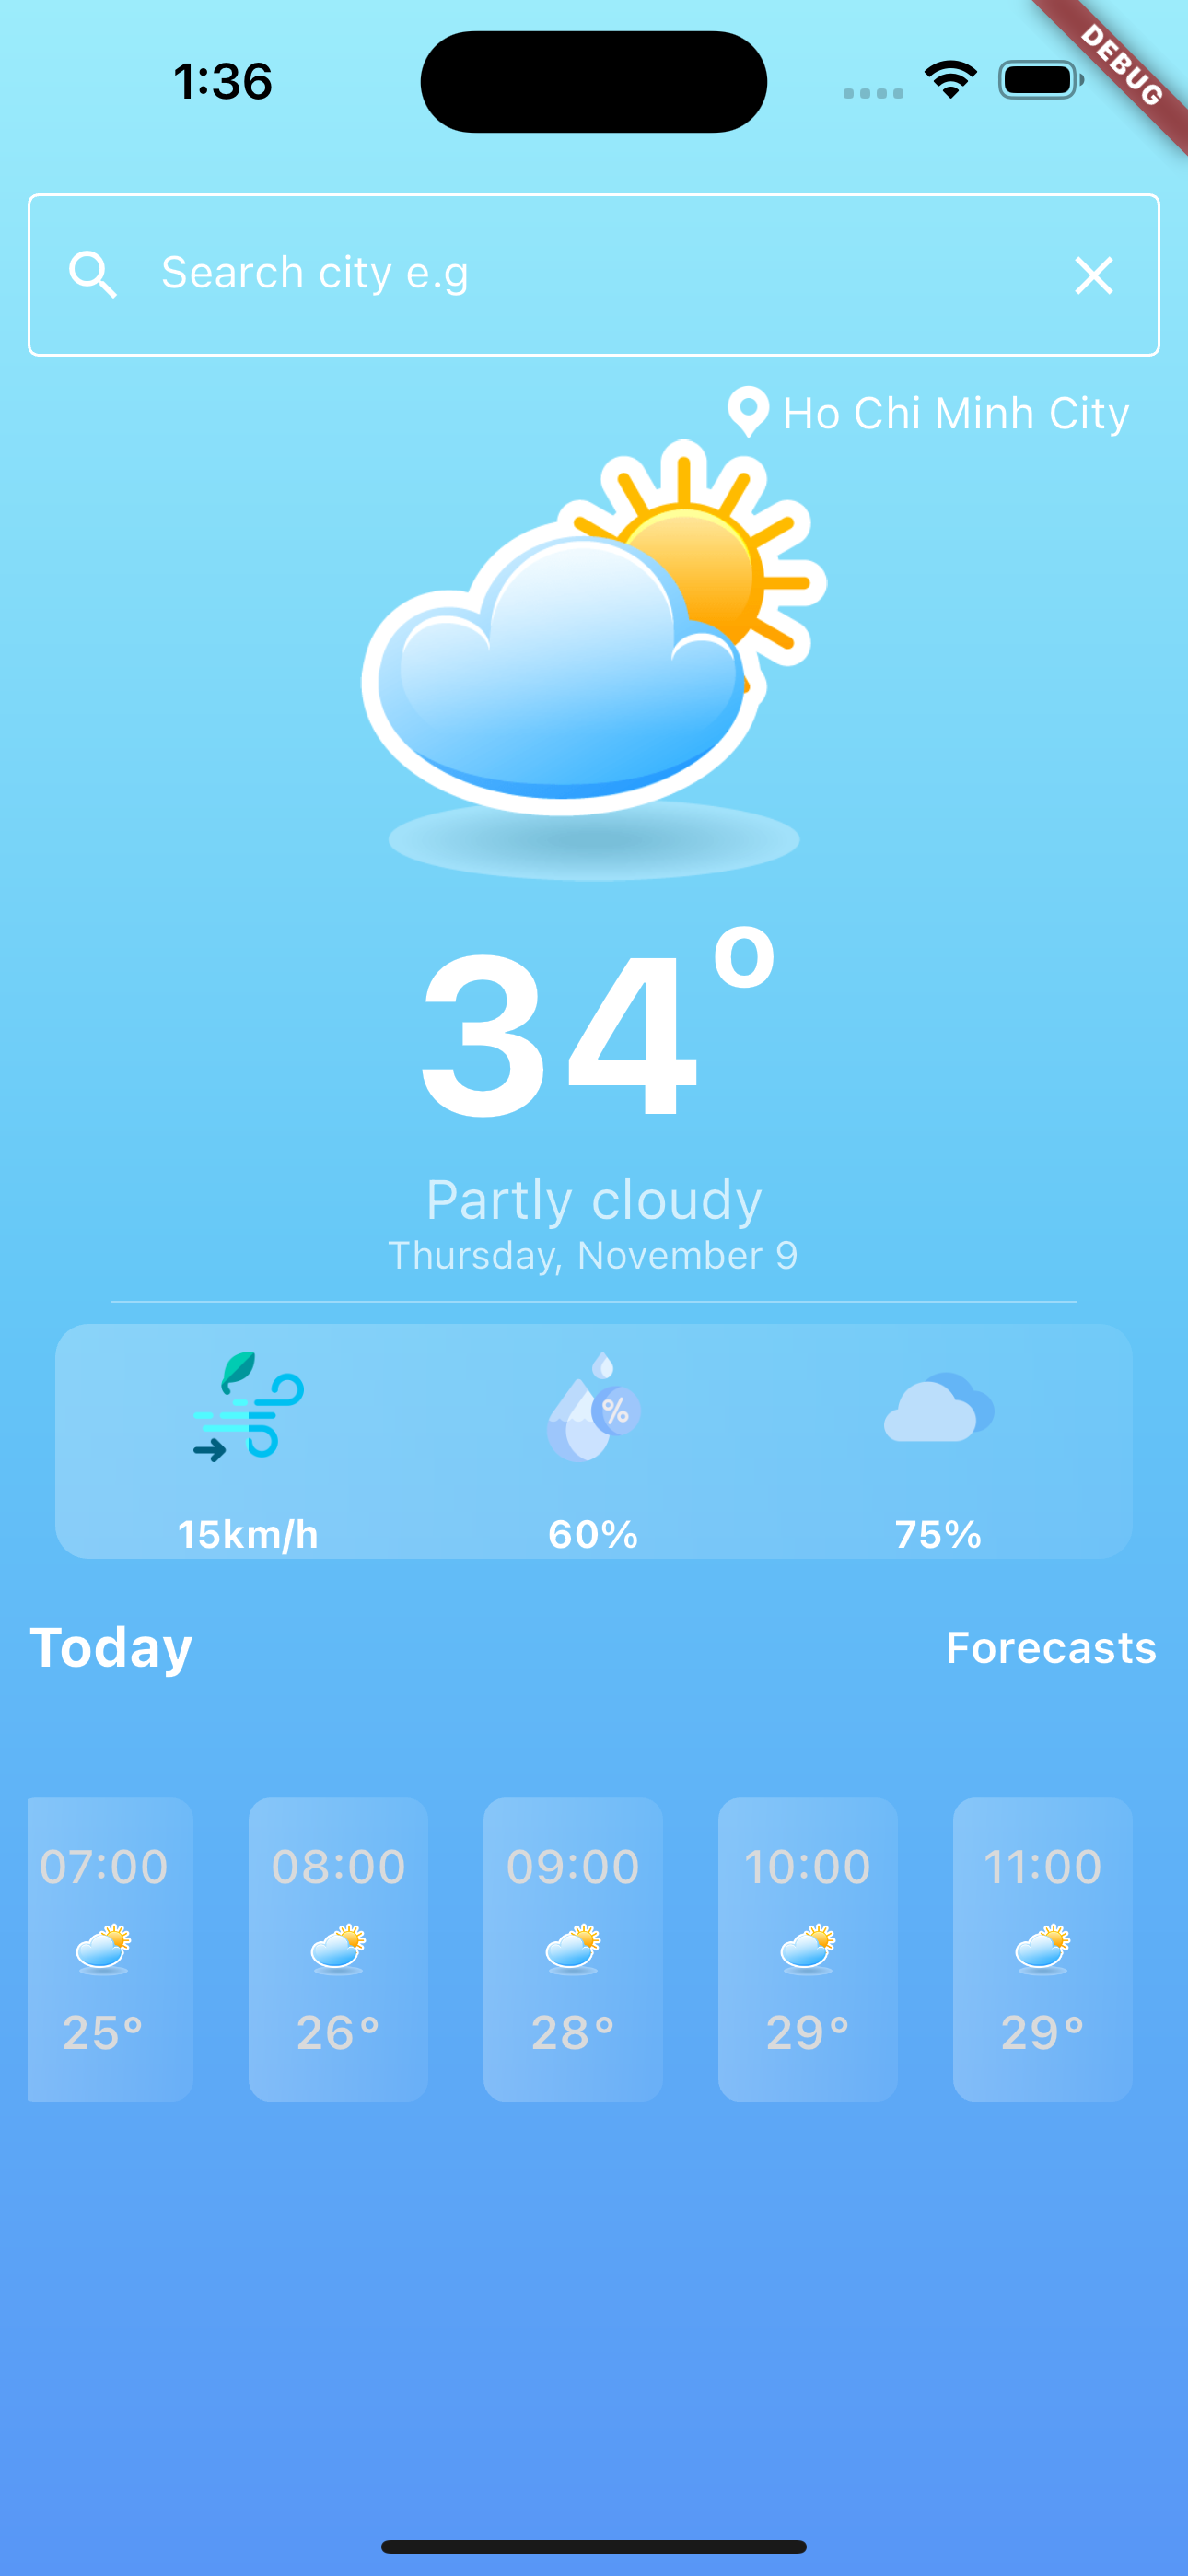 1:36
DEBUG
Search city e.g
Ho Chi Minh City
34°
Partly cloudy
Thursday, November 9
%
15km/h 60% 75%
Today Forecasts
07:00 08:00 09:00 10:00 11:00
25° 26° 28° 29° 29°